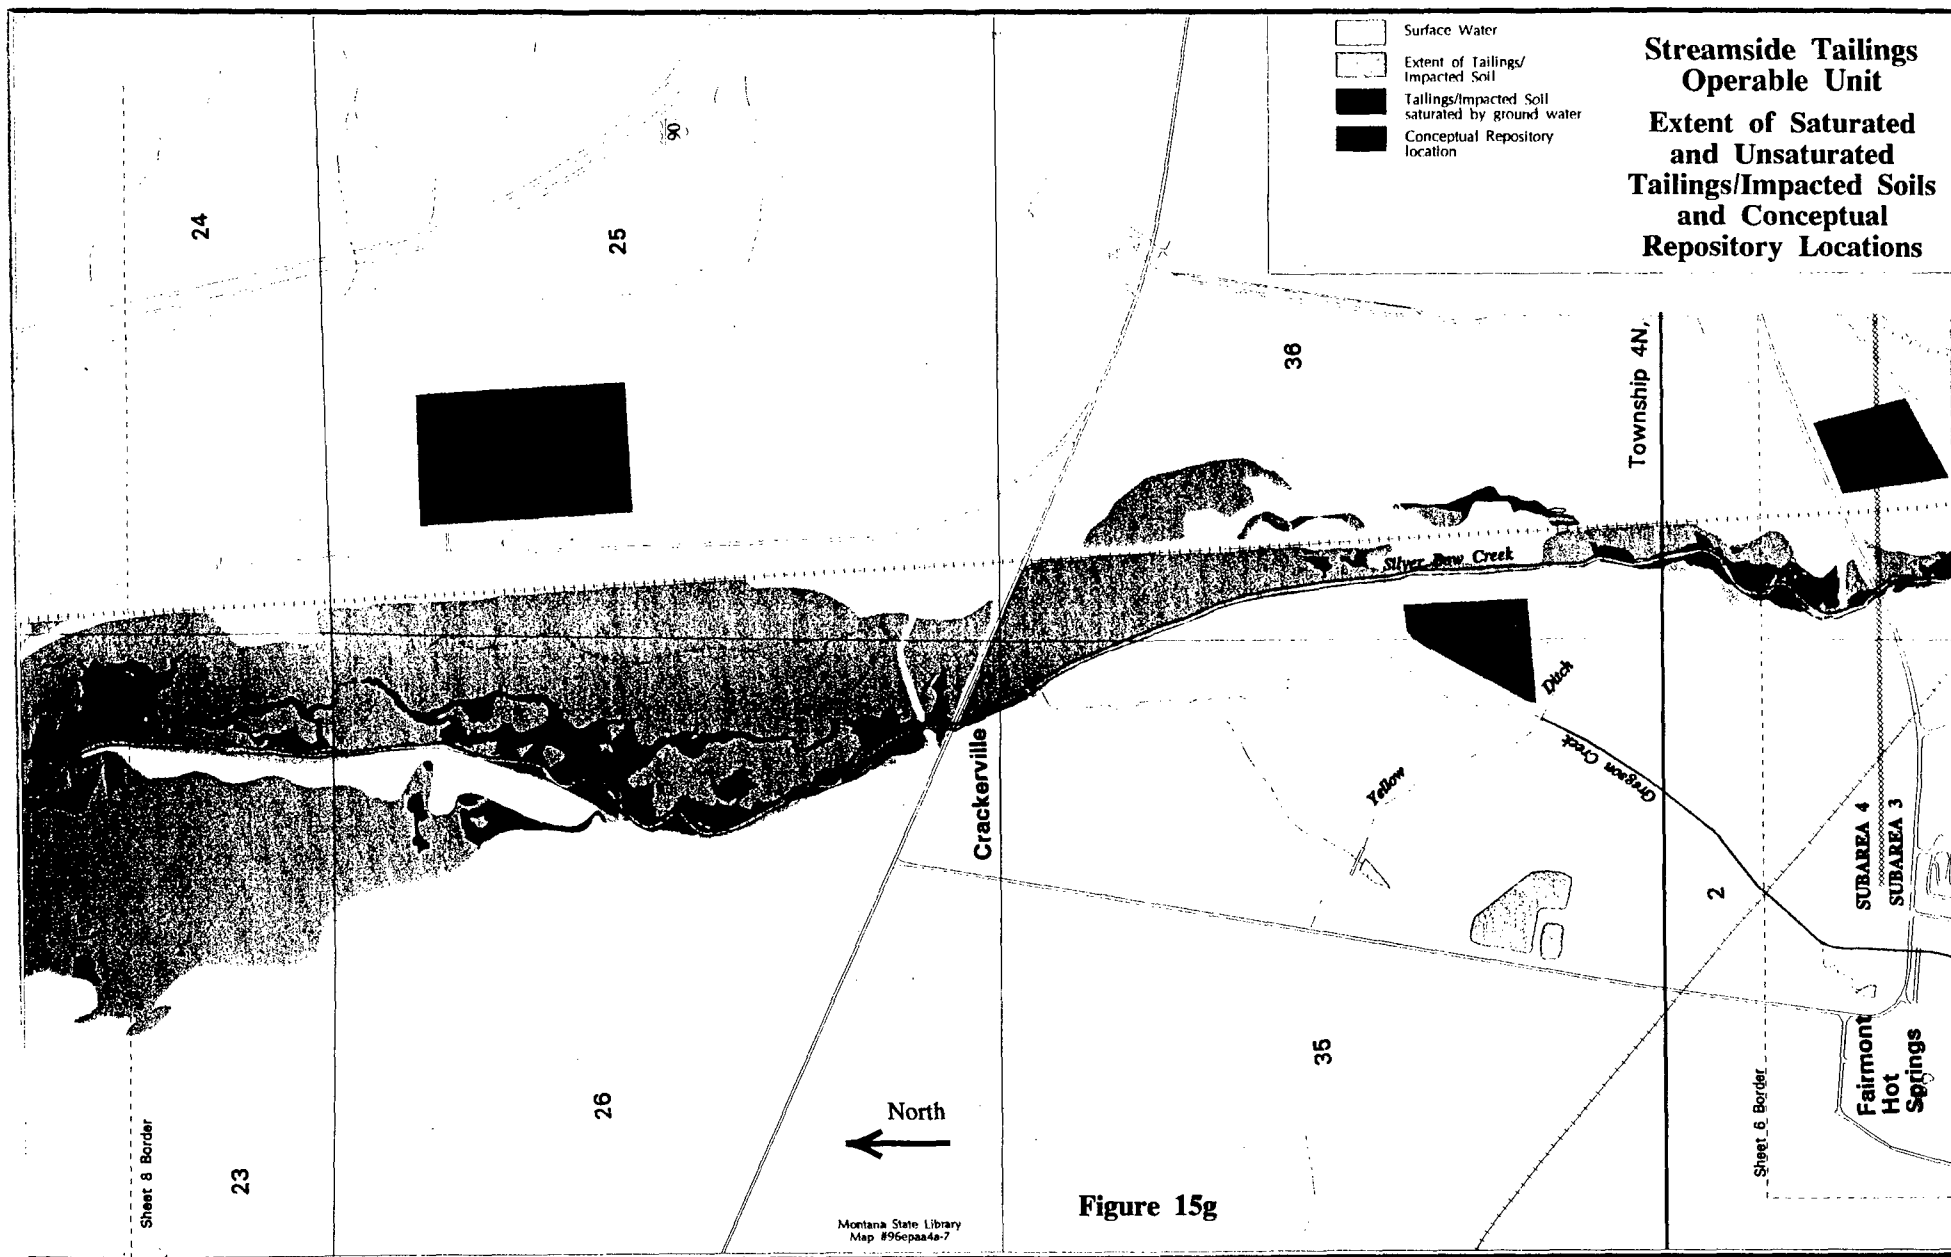 Surface Water
Extent of Tailings/
Impacted Soil
Tailings/Impacted Soil
saturated by ground water
Conceptual Repository
location
Streamside Tailings
Operable Unit
Extent of Saturated
and Unsaturated
Tailings/Impacted Soils
and Conceptual
Repository Locations
90
24
25
36
Township 4N,
Silver Bow Creek
Ditch
Yellow
Gregson Creek
Crackerville
SUBAREA 4
SUBAREA 3
2
35
26
23
Fairmont
Hot
Springs
Sheet 8 Border
Sheet 6 Border
North
Figure 15g
Montana State Library
Map #96epaa4a-7